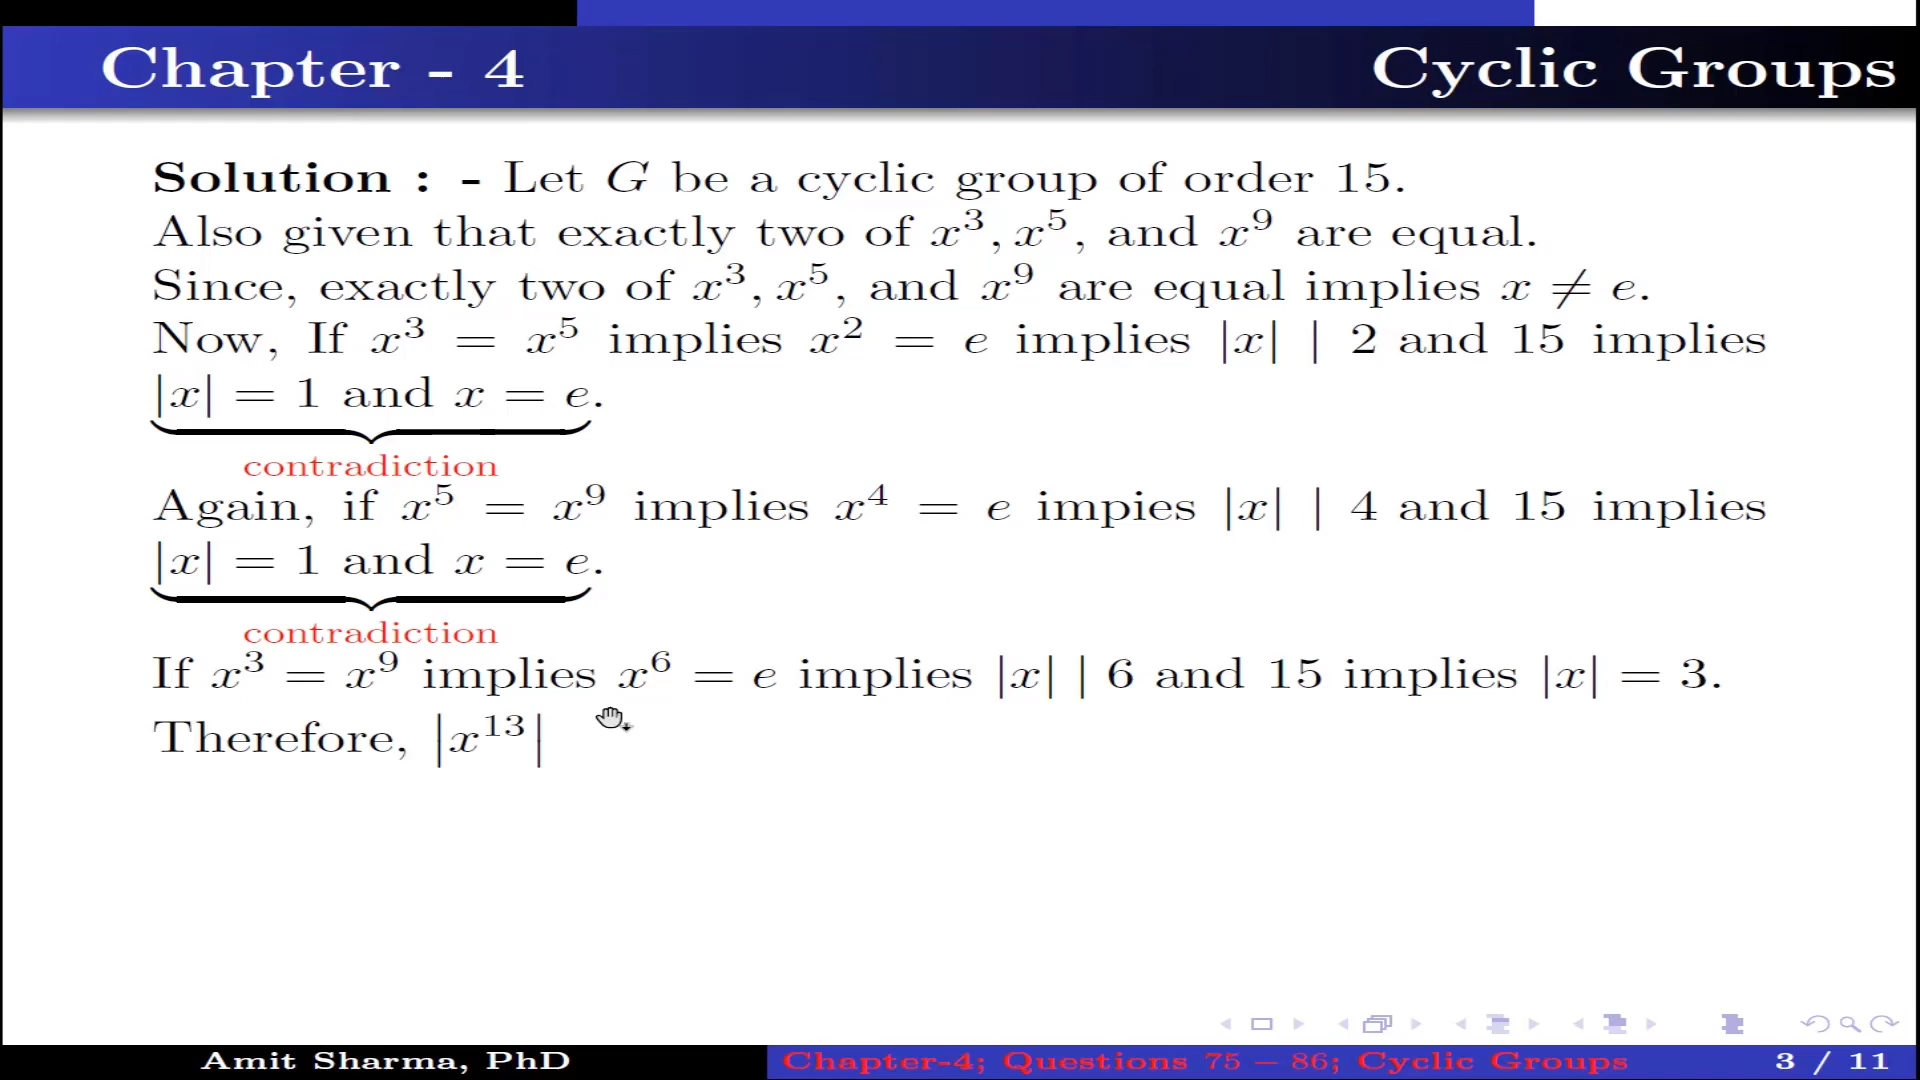 Chapter - 4 Cyclic Groups
Solution : - Let G be a cyclic group of order 15.
Also given that exactly two of x³, x⁵, and x⁹ are equal.
Since, exactly two of x³, x⁵, and x⁹ are equal implies x ≠ e.
Now, If x³ = x⁵ implies x² = e implies |x| | 2 and 15 implies
|x| = 1 and x = e.
contradiction
Again, if x⁵ = x⁹ implies x⁴ = e impies |x| | 4 and 15 implies
|x| = 1 and x = e.
contradiction
If x³ = x⁹ implies x⁶ = e implies |x| | 6 and 15 implies |x| = 3.
Therefore, |x¹³|
Amit Sharma, PhD Chapter-4; Questions 75 – 86; Cyclic Groups 3 / 11